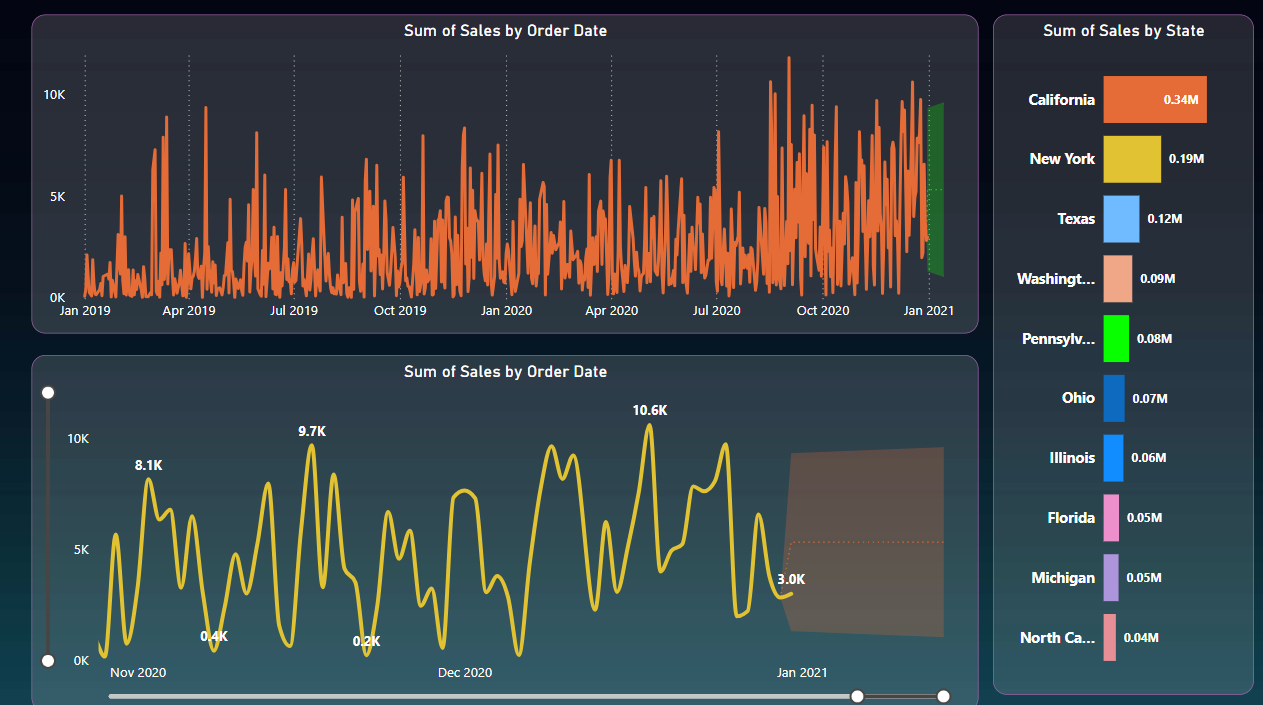 Sum of Sales by Order Date
10K
5K
0K
Jan 2019 Apr 2019 Jul 2019 Oct 2019 Jan 2020 Apr 2020 Jul 2020 Oct 2020 Jan 2021
Sum of Sales by Order Date
10K
5K
0K
8.1K
0.4K
9.7K
0.2K
10.6K
3.0K
Nov 2020 Dec 2020 Jan 2021
Sum of Sales by State
California 0.34M
New York 0.19M
Texas 0.12M
Washingt... 0.09M
Pennsylv... 0.08M
Ohio 0.07M
Illinois 0.06M
Florida 0.05M
Michigan 0.05M
North Ca... 0.04M